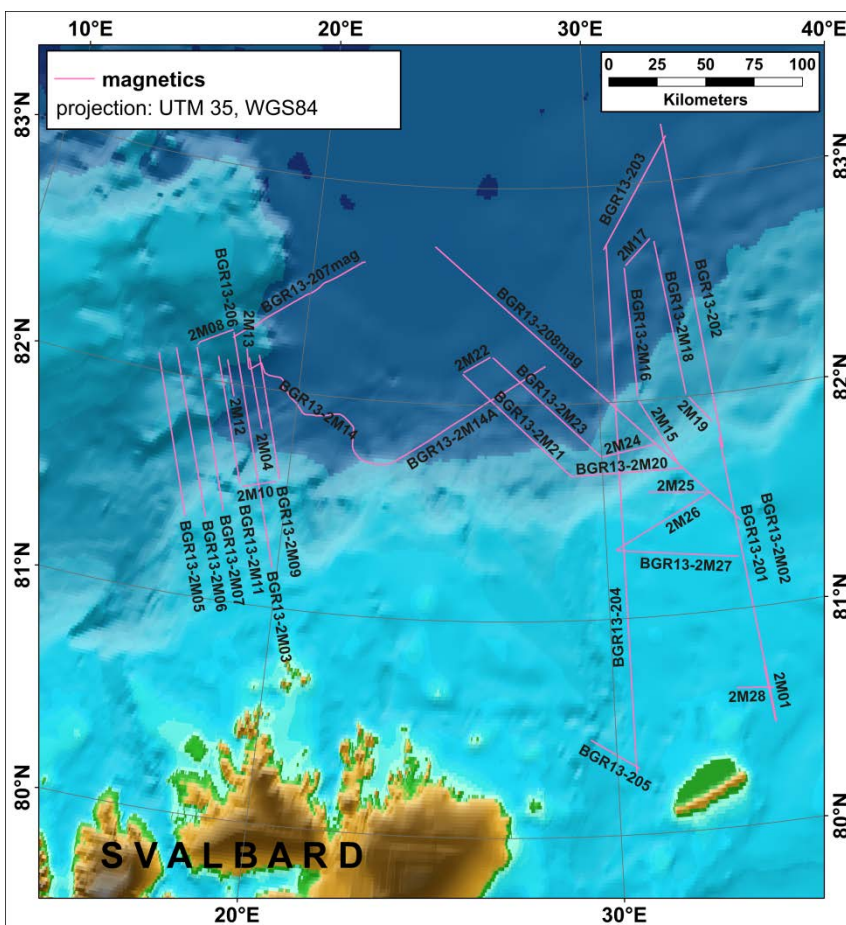 10°E 20°E 30°E 40°E
magnetics
projection: UTM 35, WGS84
0 25 50 75 100
Kilometers
83°N
83°N
BGR13-203
2M17
BGR13-207mag
BGR13-206
2M08
2M13
BGR13-208mag
BGR13-202
BGR13-2M18
BGR13-2M16
82°N
82°N
2M22
BGR13-2M23
BGR13-2M14
BGR13-2M14A
BGR13-2M21
2M12
2M04
2M10
2M24
2M15
2M19
BGR13-2M20
2M25
2M26
BGR13-2M27
BGR13-201
BGR13-2M02
BGR13-2M05
BGR13-2M06
BGR13-2M07
BGR13-2M11
BGR13-2M09
BGR13-2M03
81°N
81°N
BGR13-204
2M28
2M01
BGR13-205
80°N
80°N
SVALBARD
20°E 30°E